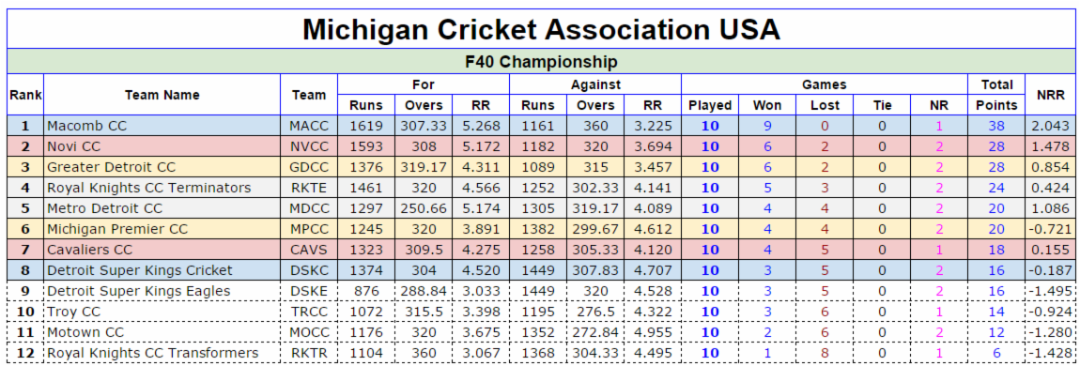 Michigan Cricket Association USA
F40 Championship
Rank Team Name Team For Against Games Total NRR
Runs Overs RR Runs Overs RR Played Won Lost Tie NR Points
1 Macomb CC MACC 1619 307.33 5.268 1161 360 3.225 10 9 0 0 1 38 2.043
2 Novi CC NVCC 1593 308 5.172 1182 320 3.694 10 6 2 0 2 28 1.478
3 Greater Detroit CC GDCC 1376 319.17 4.311 1089 315 3.457 10 6 2 0 2 28 0.854
4 Royal Knights CC Terminators RKTE 1461 320 4.566 1252 302.33 4.141 10 5 3 0 2 24 0.424
5 Metro Detroit CC MDCC 1297 250.66 5.174 1305 319.17 4.089 10 4 4 0 2 20 1.086
6 Michigan Premier CC MPCC 1245 320 3.891 1382 299.67 4.612 10 4 4 0 2 20 -0.721
7 Cavaliers CC CAVS 1323 309.5 4.275 1258 305.33 4.120 10 4 5 0 1 18 0.155
8 Detroit Super Kings Cricket DSKC 1374 304 4.520 1449 307.83 4.707 10 3 5 0 2 16 -0.187
9 Detroit Super Kings Eagles DSKE 876 288.84 3.033 1449 320 4.528 10 3 5 0 2 16 -1.495
10 Troy CC TRCC 1072 315.5 3.398 1195 276.5 4.322 10 3 6 0 1 14 -0.924
11 Motown CC MOCC 1176 320 3.675 1352 272.84 4.955 10 2 6 0 2 12 -1.280
12 Royal Knights CC Transformers RKTR 1104 360 3.067 1368 304.33 4.495 10 1 8 0 1 6 -1.428